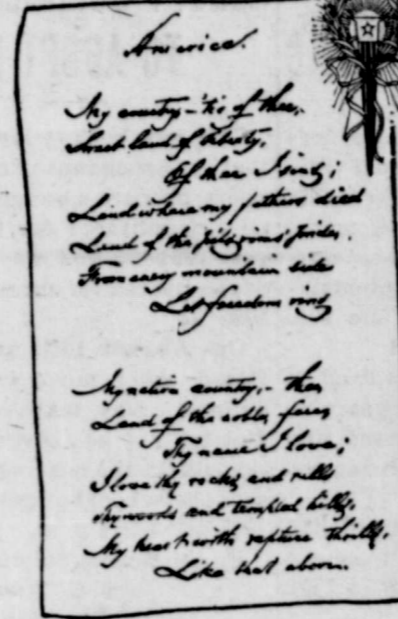 America.
My country - 'tis of thee,
Sweet land of liberty,
Of thee I sing;
Land where my fathers died
Land of the pilgrims' pride,
From every mountain side
Let freedom ring
My native country, - thee,
Land of the noble, free,
Thy name I love;
I love thy rocks and rills
Thy woods and templed hills,
My heart with rapture thrills,
Like that above.